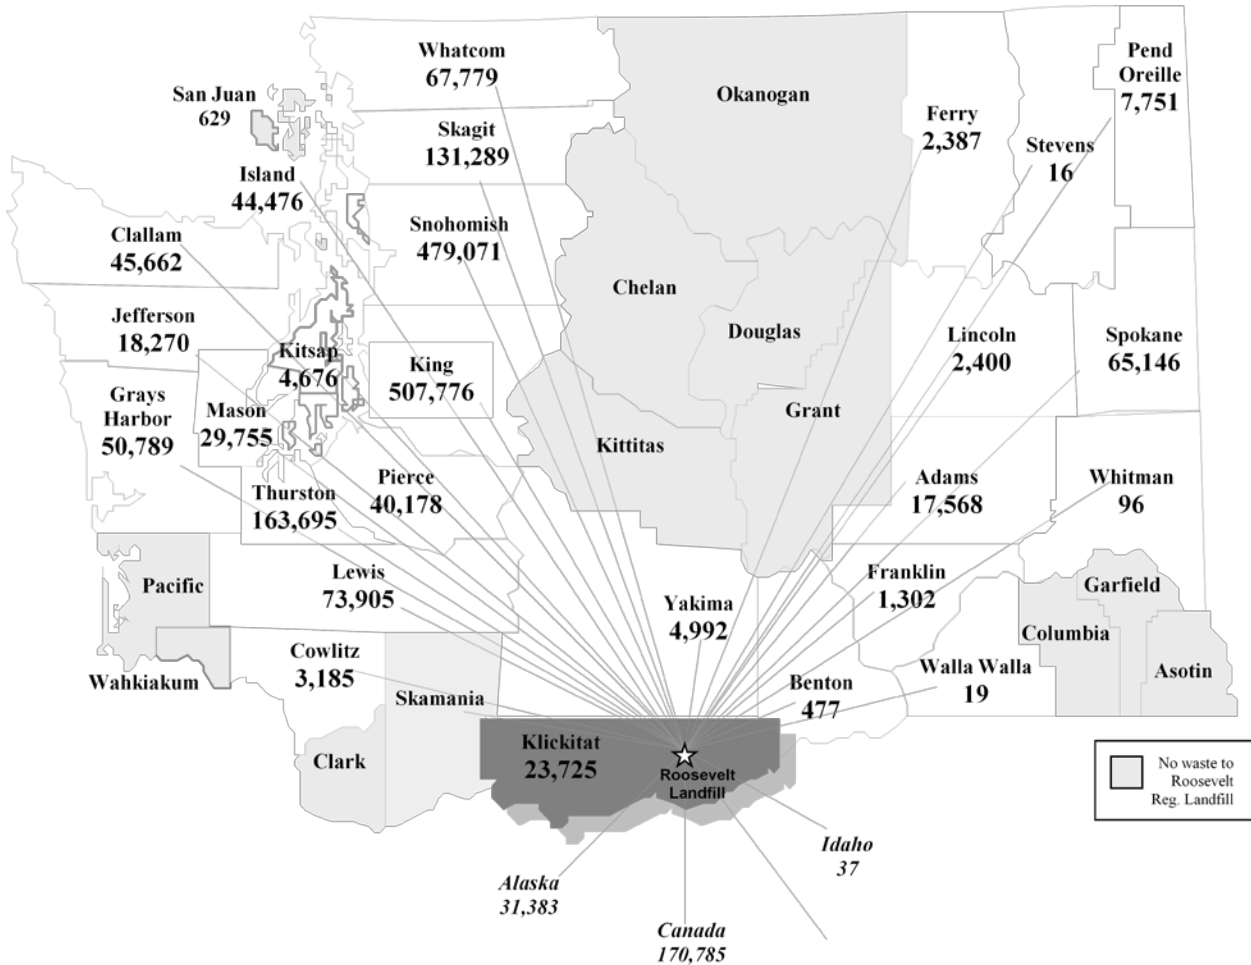 Whatcom
67,779
Okanogan
Pend
Oreille
7,751
San Juan
629
Skagit
131,289
Ferry
2,387
Stevens
16
Island
44,476
Snohomish
479,071
Clallam
45,662
Chelan
Douglas
Jefferson
18,270
Kitsap
4,676
King
507,776
Lincoln
2,400
Spokane
65,146
Grays
Harbor
50,789
Mason
29,755
Grant
Kittitas
Thurston
163,695
Pierce
40,178
Adams
17,568
Whitman
96
Pacific
Lewis
73,905
Yakima
4,992
Franklin
1,302
Garfield
Columbia
Asotin
Wahkiakum
Cowlitz
3,185
Skamania
Benton
477
Walla Walla
19
Clark
Klickitat
23,725
Roosevelt
Landfill
No waste to
Roosevelt
Reg. Landfill
Idaho
37
Alaska
31,383
Canada
170,785